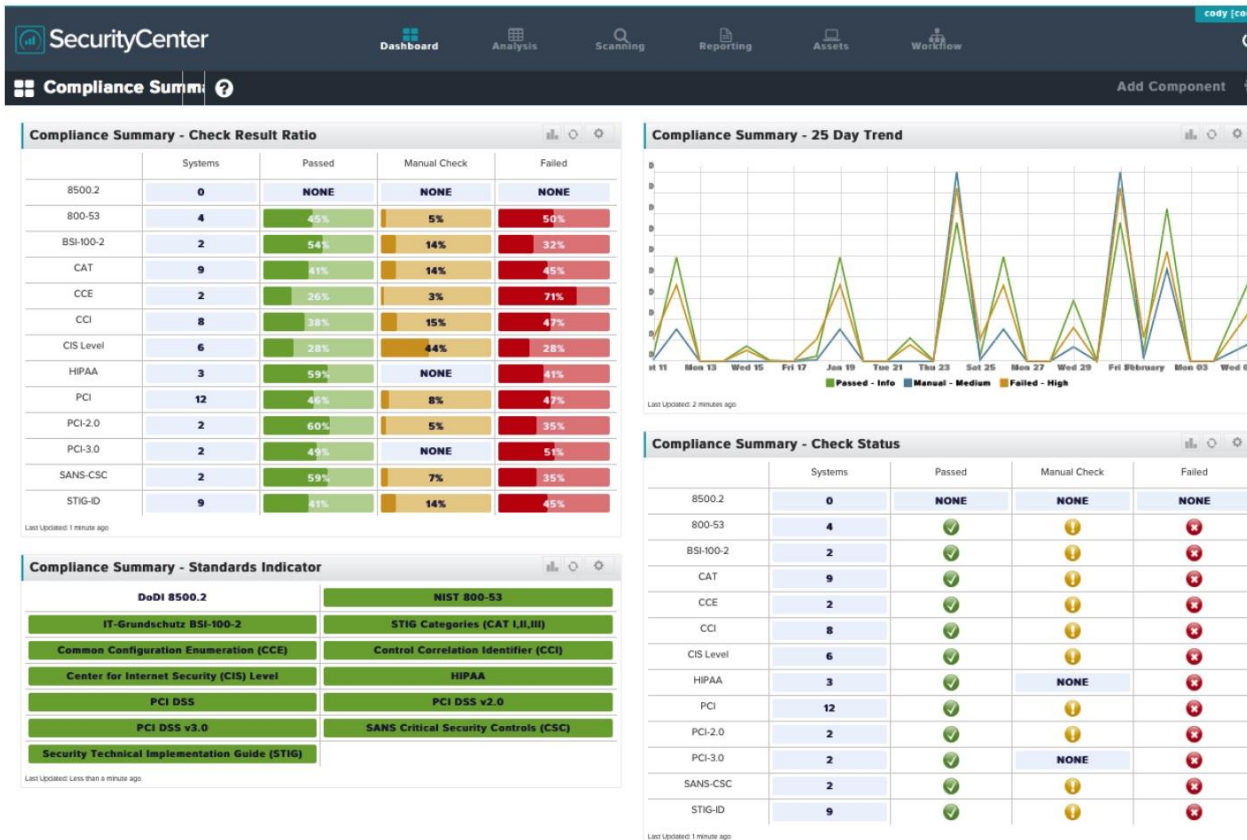 cody [co
SecurityCenter
Dashboard Analysis Scanning Reporting Assets Workflow
Compliance Summ
?
Add Component
Compliance Summary - Check Result Ratio
Systems Passed Manual Check Failed
8500.2 0 NONE NONE NONE
800-53 4 45% 5% 50%
BSI-100-2 2 54% 14% 32%
CAT 9 41% 14% 45%
CCE 2 26% 3% 71%
CCI 8 38% 15% 47%
CIS Level 6 28% 44% 28%
HIPAA 3 59% NONE 41%
PCI 12 46% 8% 47%
PCI-2.0 2 60% 5% 35%
PCI-3.0 2 49% NONE 51%
SANS-CSC 2 59% 7% 35%
STIG-ID 9 41% 14% 45%
Last Updated: 1 minute ago
Compliance Summary - Standards Indicator
DoDI 8500.2 NIST 800-53
IT-Grundschutz BSI-100-2 STIG Categories (CAT I,II,III)
Common Configuration Enumeration (CCE) Control Correlation Identifier (CCI)
Center for Internet Security (CIS) Level HIPAA
PCI DSS PCI DSS v2.0
PCI DSS v3.0 SANS Critical Security Controls (CSC)
Security Technical Implementation Guide (STIG)
Last Updated: Less than a minute ago
Compliance Summary - 25 Day Trend
11 Mon 13 Wed 15 Fri 17 Jan 19 Tue 21 Thu 23 Sat 25 Mon 27 Wed 29 Fri Mon 03 Wed
Passed - Info Manual - Medium Failed - High
Last Updated: 2 minutes ago
Compliance Summary - Check Status
Systems Passed Manual Check Failed
8500.2 0 NONE NONE NONE
800-53 4
BSI-100-2 2
CAT 9
CCE 2
CCI 8
CIS Level 6
HIPAA 3 NONE
PCI 12
PCI-2.0 2
PCI-3.0 2 NONE
SANS-CSC 2
STIG-ID 9
Last Updated: 1 minute ago